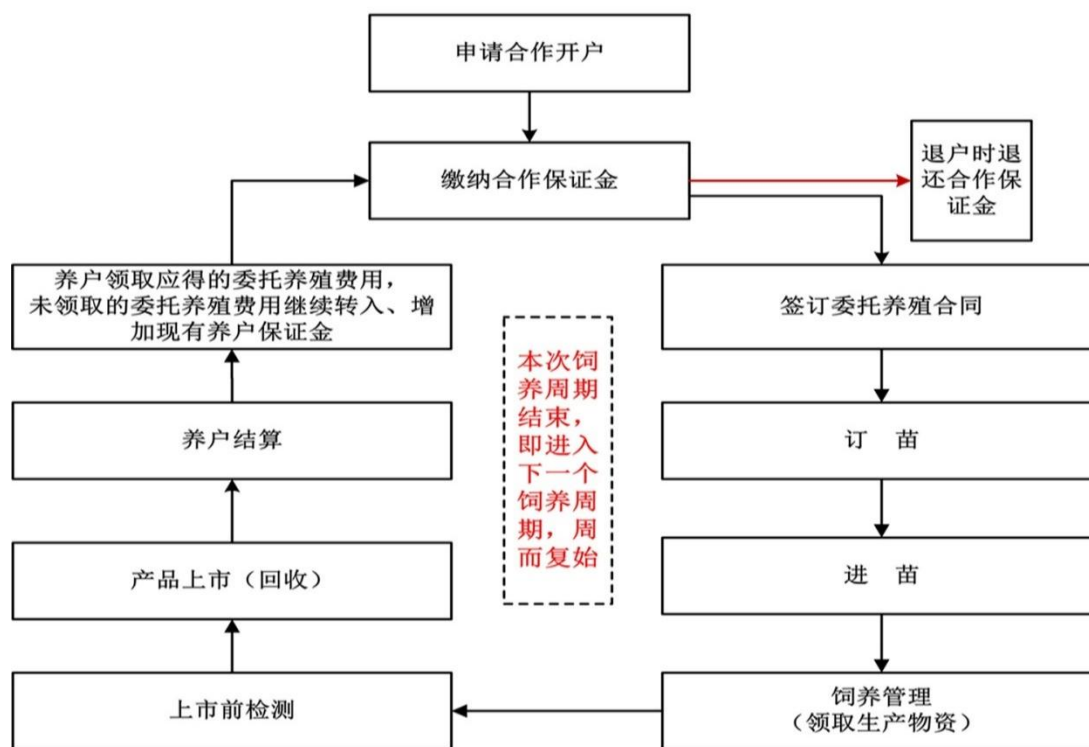 申请合作开户
缴纳合作保证金
退户时退
还合作保
证金
养户领取应得的委托养殖费用，
未领取的委托养殖费用继续转入、增
加现有养户保证金
签订委托养殖合同
本次饲
养周期
结束，
即进入
下一个
饲养周
期，周
而复始
养户结算
订 苗
产品上市（回收）
进 苗
上市前检测
饲养管理
（领取生产物资）